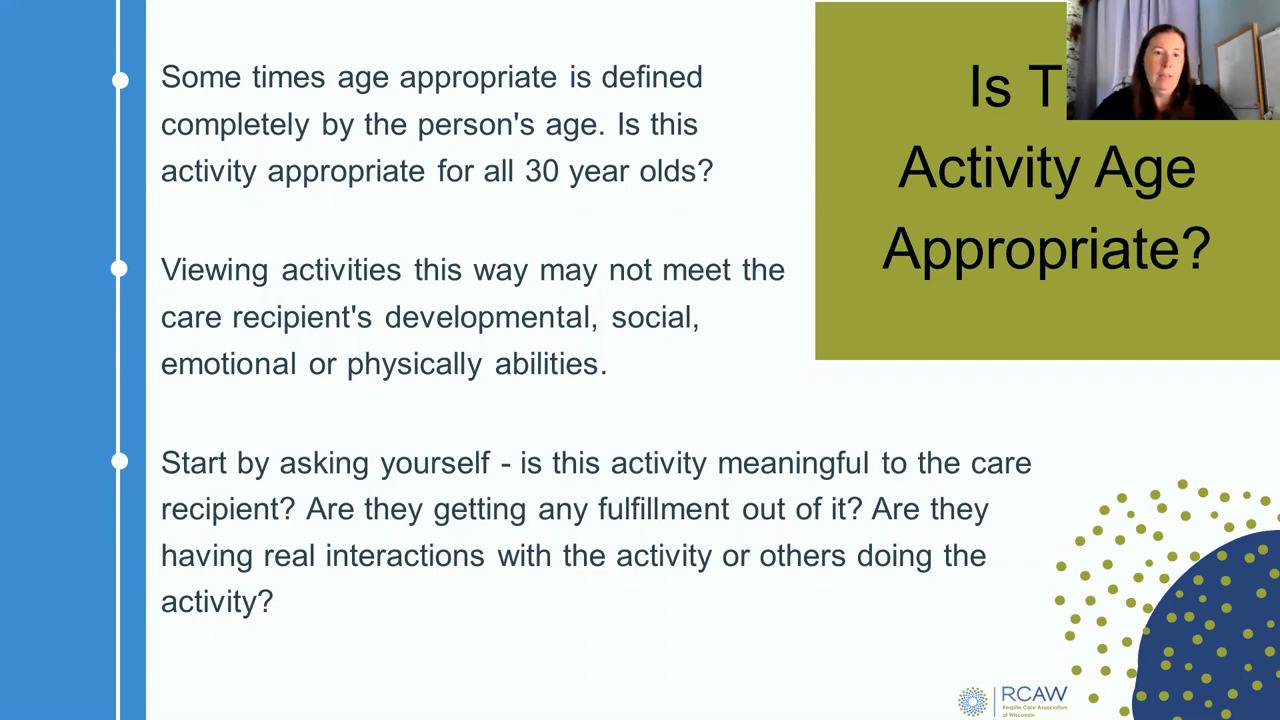 Some times age appropriate is defined
completely by the person's age. Is this
activity appropriate for all 30 year olds?
Viewing activities this way may not meet the
care recipient's developmental, social,
emotional or physically abilities.
Start by asking yourself - is this activity meaningful to the care
recipient? Are they getting any fulfillment out of it? Are they
having real interactions with the activity or others doing the
activity?
Is T
Activity Age
Appropriate?
RCAW
Respite Care Association
of Wisconsin